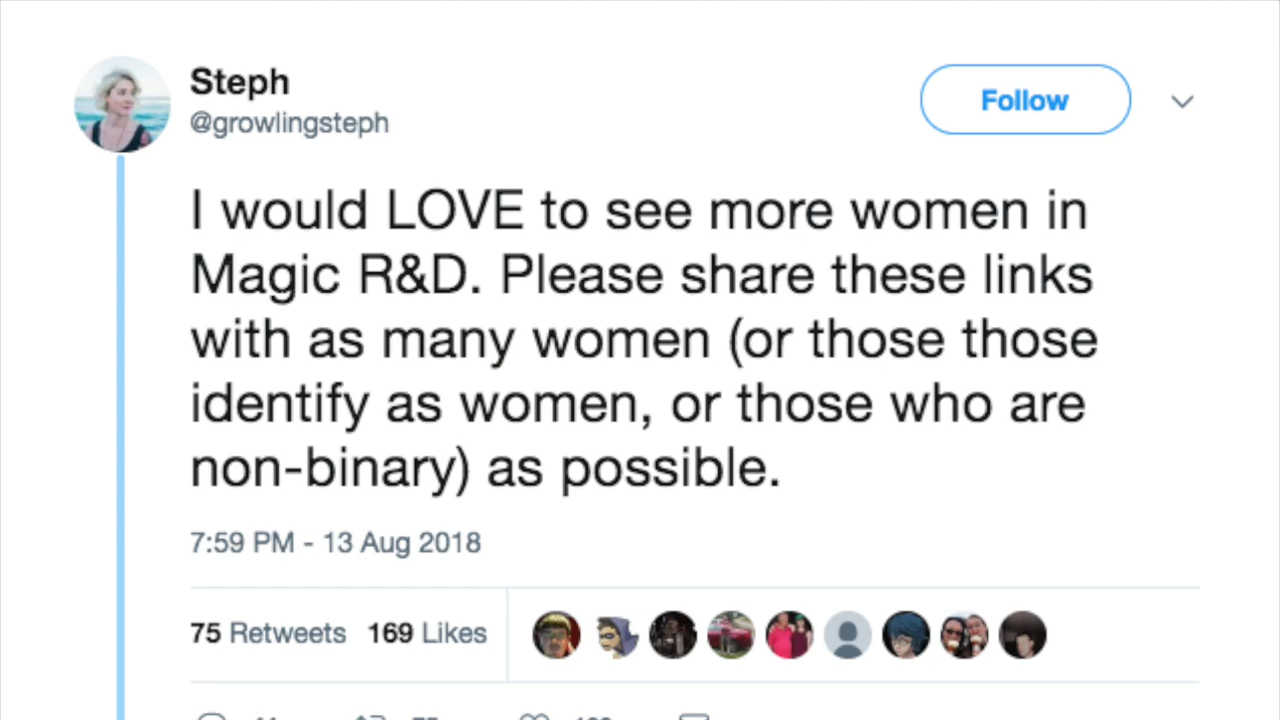 Steph
@growlingsteph
Follow
I would LOVE to see more women in
Magic R&D. Please share these links
with as many women (or those those
identify as women, or those who are
non-binary) as possible.
7:59 PM - 13 Aug 2018
75 Retweets 169 Likes